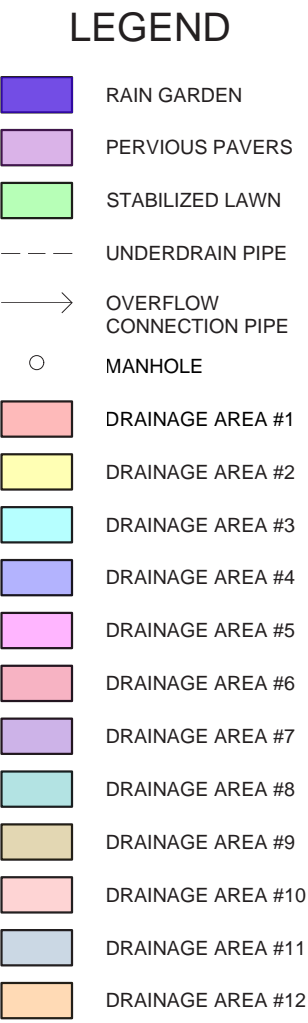 LEGEND
RAIN GARDEN
PERVIOUS PAVERS
STABILIZED LAWN
UNDERDRAIN PIPE
OVERFLOW
CONNECTION PIPE
MANHOLE
DRAINAGE AREA #1
DRAINAGE AREA #2
DRAINAGE AREA #3
DRAINAGE AREA #4
DRAINAGE AREA #5
DRAINAGE AREA #6
DRAINAGE AREA #7
DRAINAGE AREA #8
DRAINAGE AREA #9
DRAINAGE AREA #10
DRAINAGE AREA #11
DRAINAGE AREA #12